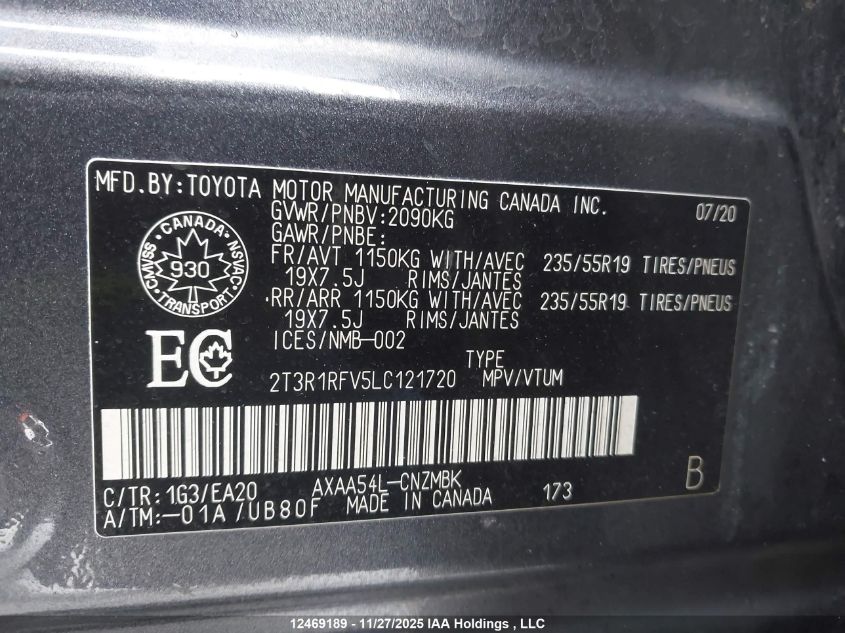 MFD.BY:TOYOTA MOTOR MANUFACTURING CANADA INC. 07/20
GVWR/PNBV:2090KG
GAWR/PNBE:
FR/AVT 1150KG WITH/AVEC 235/55R19 TIRES/PNEUS
19X7.5J RIMS/JANTES
RR/ARR 1150KG WITH/AVEC 235/55R19 TIRES/PNEUS
19X7.5J RIMS/JANTES
ICES/NMB-002
CANADA
CMVSS
NSVAC
930
TRANSPORT
EC
TYPE
2T3R1RFV5LC121720 MPV/VTUM
C/TR: 1G3/EA20 AXAA54L-CNZMBK 173 B
A/TM:-01A/UB80F MADE IN CANADA
12469189 - 11/27/2025 IAA Holdings , LLC